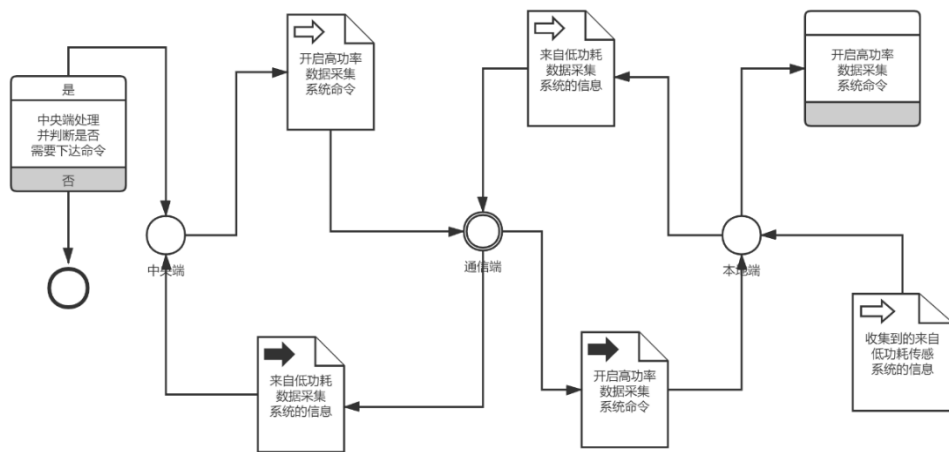 是
中央端处理
并判断是否
需要下达命令
否
开启高功率
数据采集
系统命令
来自低功耗
数据采集
系统的信息
开启高功率
数据采集
系统命令
中央端
通信端
本地端
来自低功耗
数据采集
系统的信息
开启高功率
数据采集
系统命令
收集到的来自
低功耗传感
系统的信息